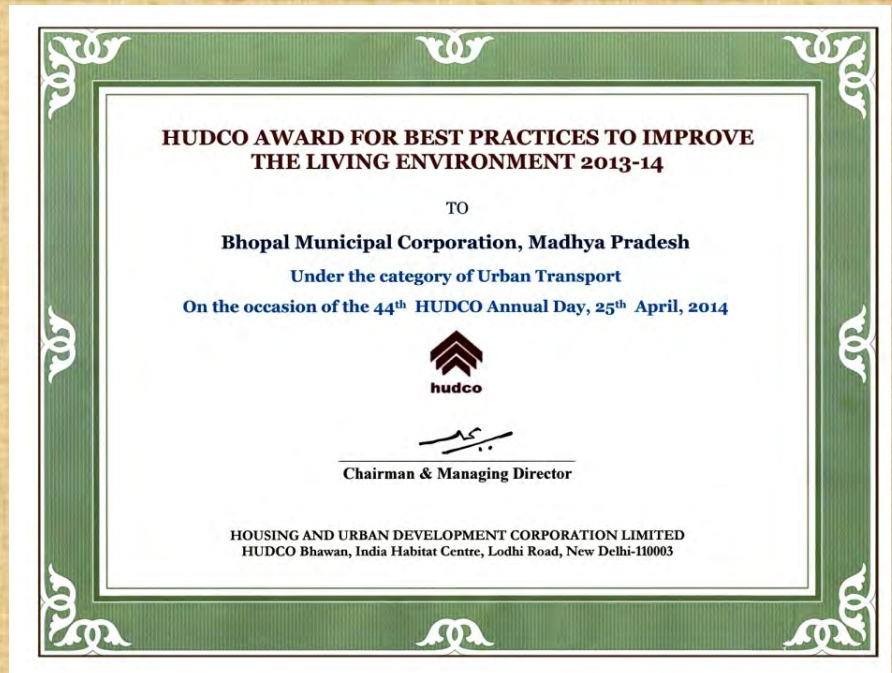 HUDCO AWARD FOR BEST PRACTICES TO IMPROVE
THE LIVING ENVIRONMENT 2013-14
TO
Bhopal Municipal Corporation, Madhya Pradesh
Under the category of Urban Transport
On the occasion of the 44th HUDCO Annual Day, 25th April, 2014
hudco
Chairman & Managing Director
HOUSING AND URBAN DEVELOPMENT CORPORATION LIMITED
HUDCO Bhawan, India Habitat Centre, Lodhi Road, New Delhi-110003